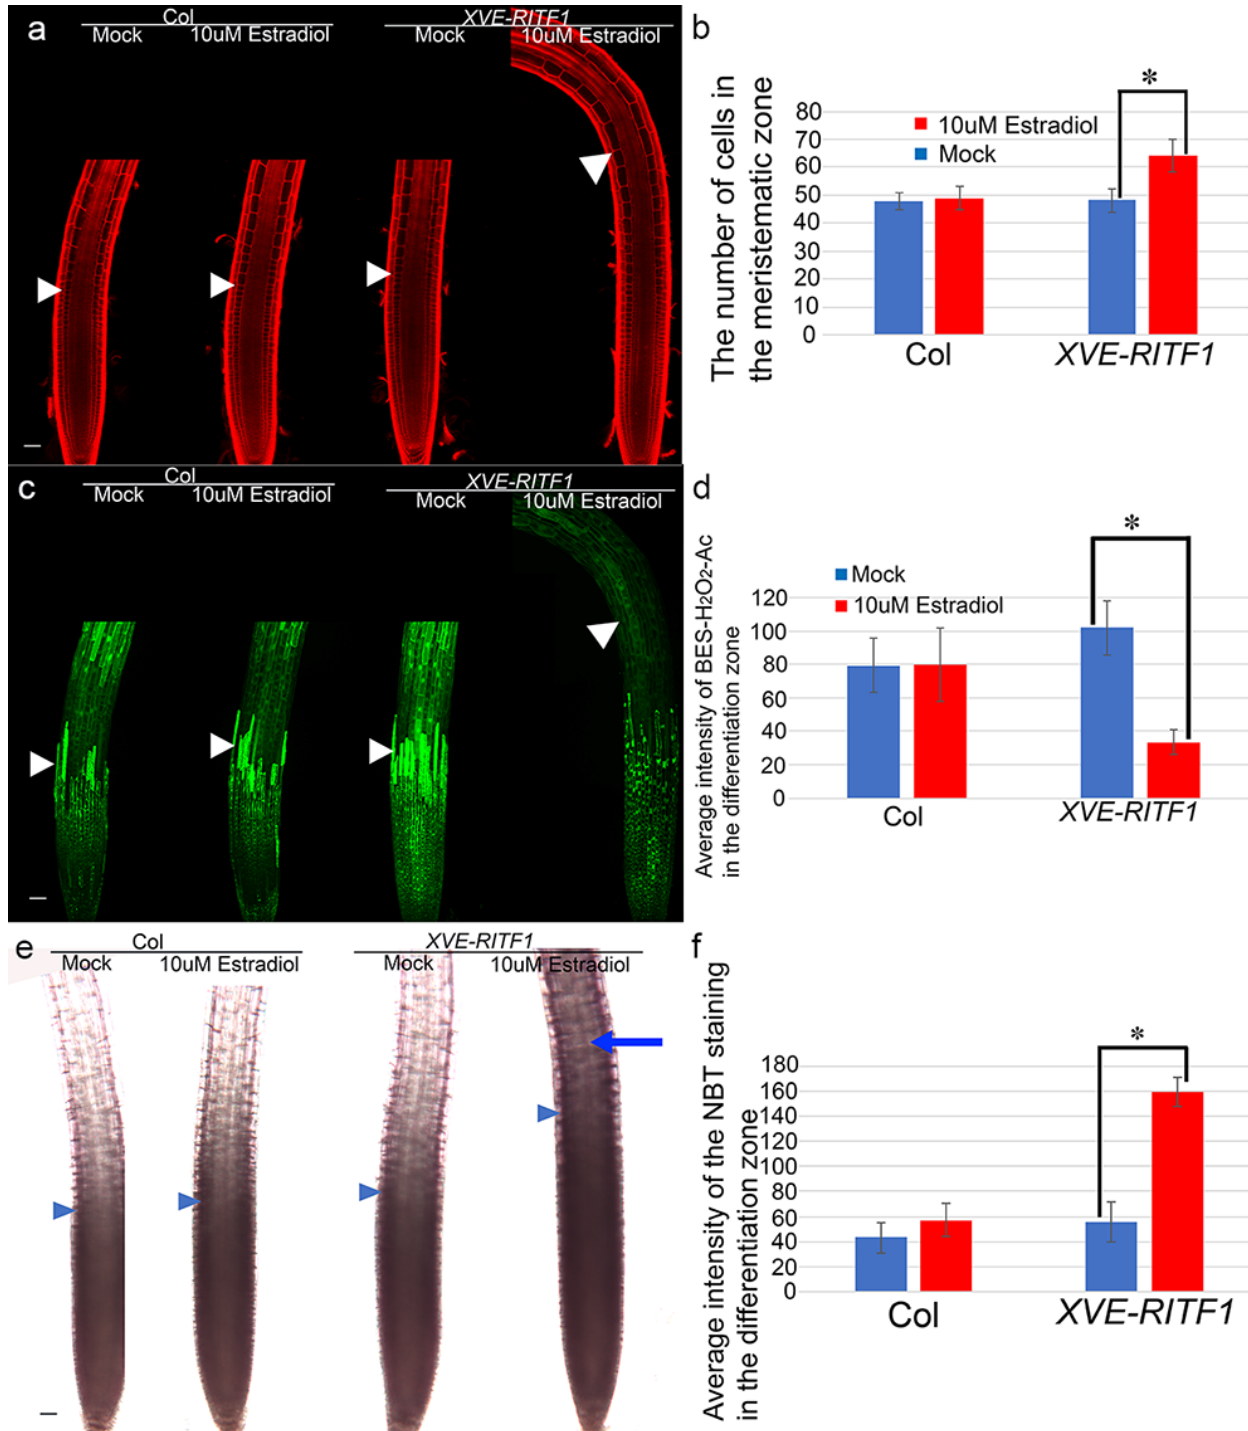 a
Col
Mock 10uM Estradiol
XVE-RITF1
Mock 10uM Estradiol
b
The number of cells in
the meristematic zone
*
80
70
60
50
40
30
20
10
0
10uM Estradiol
Mock
Col XVE-RITF1
c
Col
Mock 10uM Estradiol
XVE-RITF1
Mock 10uM Estradiol
d
Average intensity of BES-H₂O₂-Ac
in the differentiation zone
*
Mock
10uM Estradiol
120
100
80
60
40
20
0
Col XVE-RITF1
e
Col
Mock 10uM Estradiol
XVE-RITF1
Mock 10uM Estradiol
f
Average intensity of the NBT staining
in the differentiation zone
*
180
160
140
120
100
80
60
40
20
0
Col XVE-RITF1